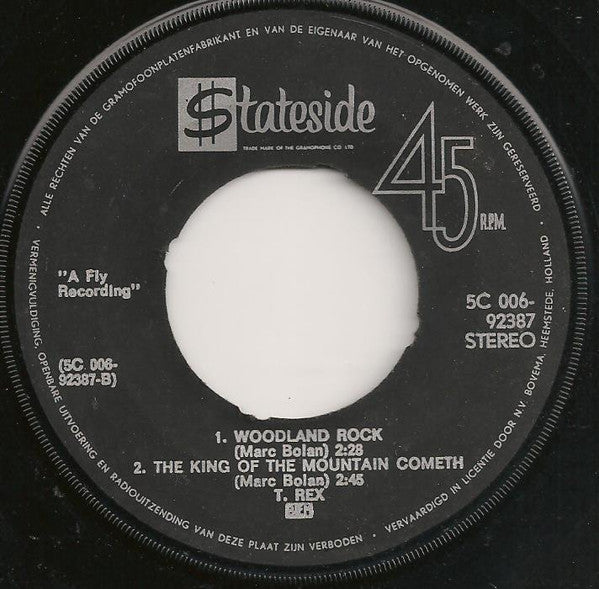 ALLE RECHTEN VAN DE GRAMOFOONPLATENFABRIKANT EN VAN DE EIGENAAR VAN HET OPGENOMEN WERK ZIJN GERESERVEERD
$tateside
TRADE MARK OF THE GRAMOPHONE CO LTD
45 R.P.M.
"A Fly
Recording"
5C 006-
92387
STEREO
(5C 006-
92387-B)
1. WOODLAND ROCK
(Marc Bolan) 2:28
2. THE KING OF THE MOUNTAIN COMETH
(Marc Bolan) 2:45
T. REX
VERMENIGVULDIGING, OPENBARE UITVOERING EN RADIOUITZENDING VAN DEZE PLAAT ZIJN VERBODEN
VERVAARDIGD IN LICENTIE DOOR N.V. BOVEMA, HEEMSTEDE, HOLLAND